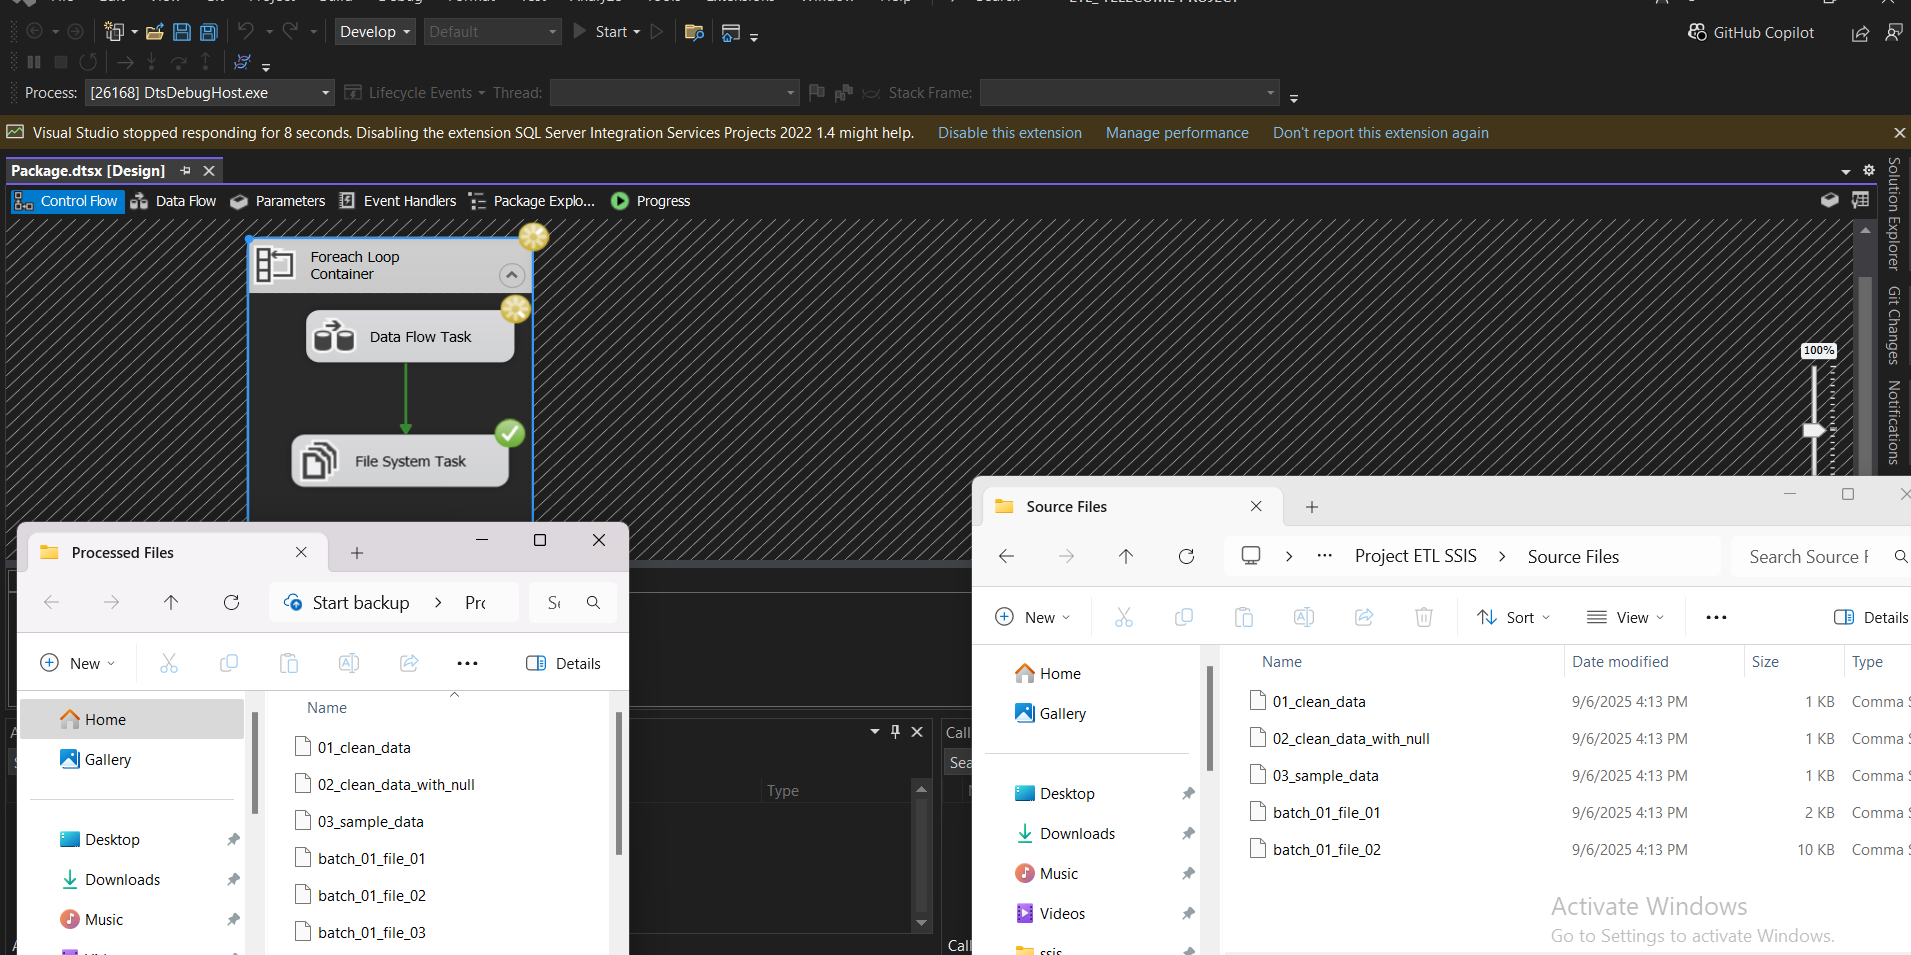 Develop
Default
Start
GitHub Copilot
Process:
[26168] DtsDebugHost.exe
Lifecycle Events
Thread:
Stack Frame:
Visual Studio stopped responding for 8 seconds. Disabling the extension SQL Server Integration Services Projects 2022 1.4 might help.
Disable this extension
Manage performance
Don't report this extension again
Package.dtsx [Design]
Control Flow
Data Flow
Parameters
Event Handlers
Package Explo...
Progress
Solution Explorer
Git Changes
Notifications
Foreach Loop
Container
Data Flow Task
File System Task
100%
Processed Files
Start backup
Prc
Se
New
Details
Home
Gallery
Desktop
Downloads
Music
Name
01_clean_data
02_clean_data_with_null
03_sample_data
batch_01_file_01
batch_01_file_02
batch_01_file_03
Type
Call
Sea
Call
Source Files
Project ETL SSIS
Source Files
Search Source F
New
Sort
View
Details
Home
Gallery
Desktop
Downloads
Music
Videos
ssis
Name
Date modified
Size
Type
01_clean_data 9/6/2025 4:13 PM 1 KB Comma S
02_clean_data_with_null 9/6/2025 4:13 PM 1 KB Comma S
03_sample_data 9/6/2025 4:13 PM 1 KB Comma S
batch_01_file_01 9/6/2025 4:13 PM 2 KB Comma S
batch_01_file_02 9/6/2025 4:13 PM 10 KB Comma S
Activate Windows
Go to Settings to activate Windows.